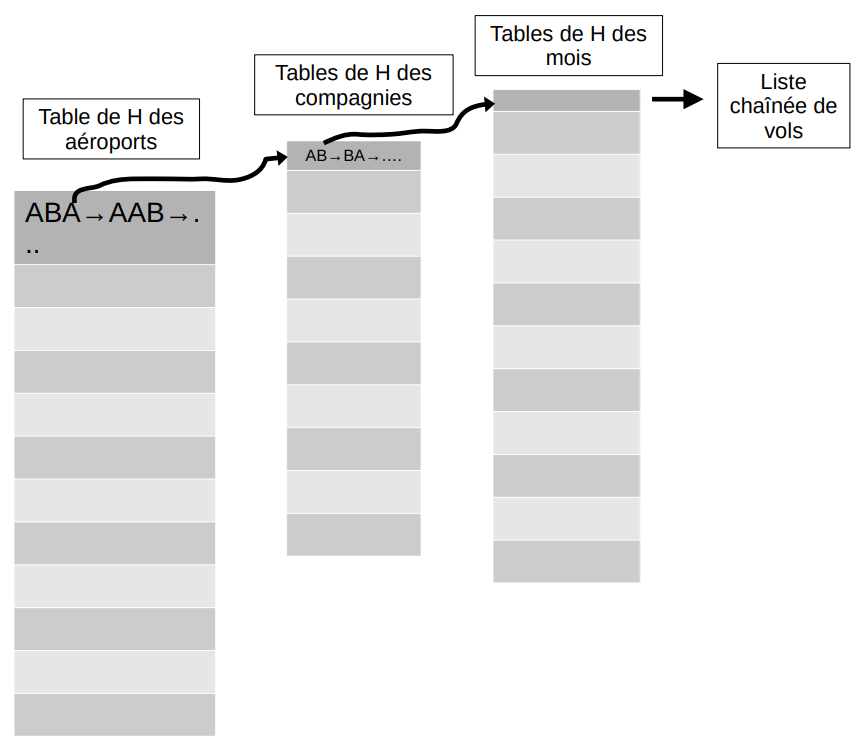 Tables de H des
mois
Tables de H des
compagnies
Liste
chaînée de
vols
Table de H des
aéroports
AB→BA→....
ABA→AAB→.
..